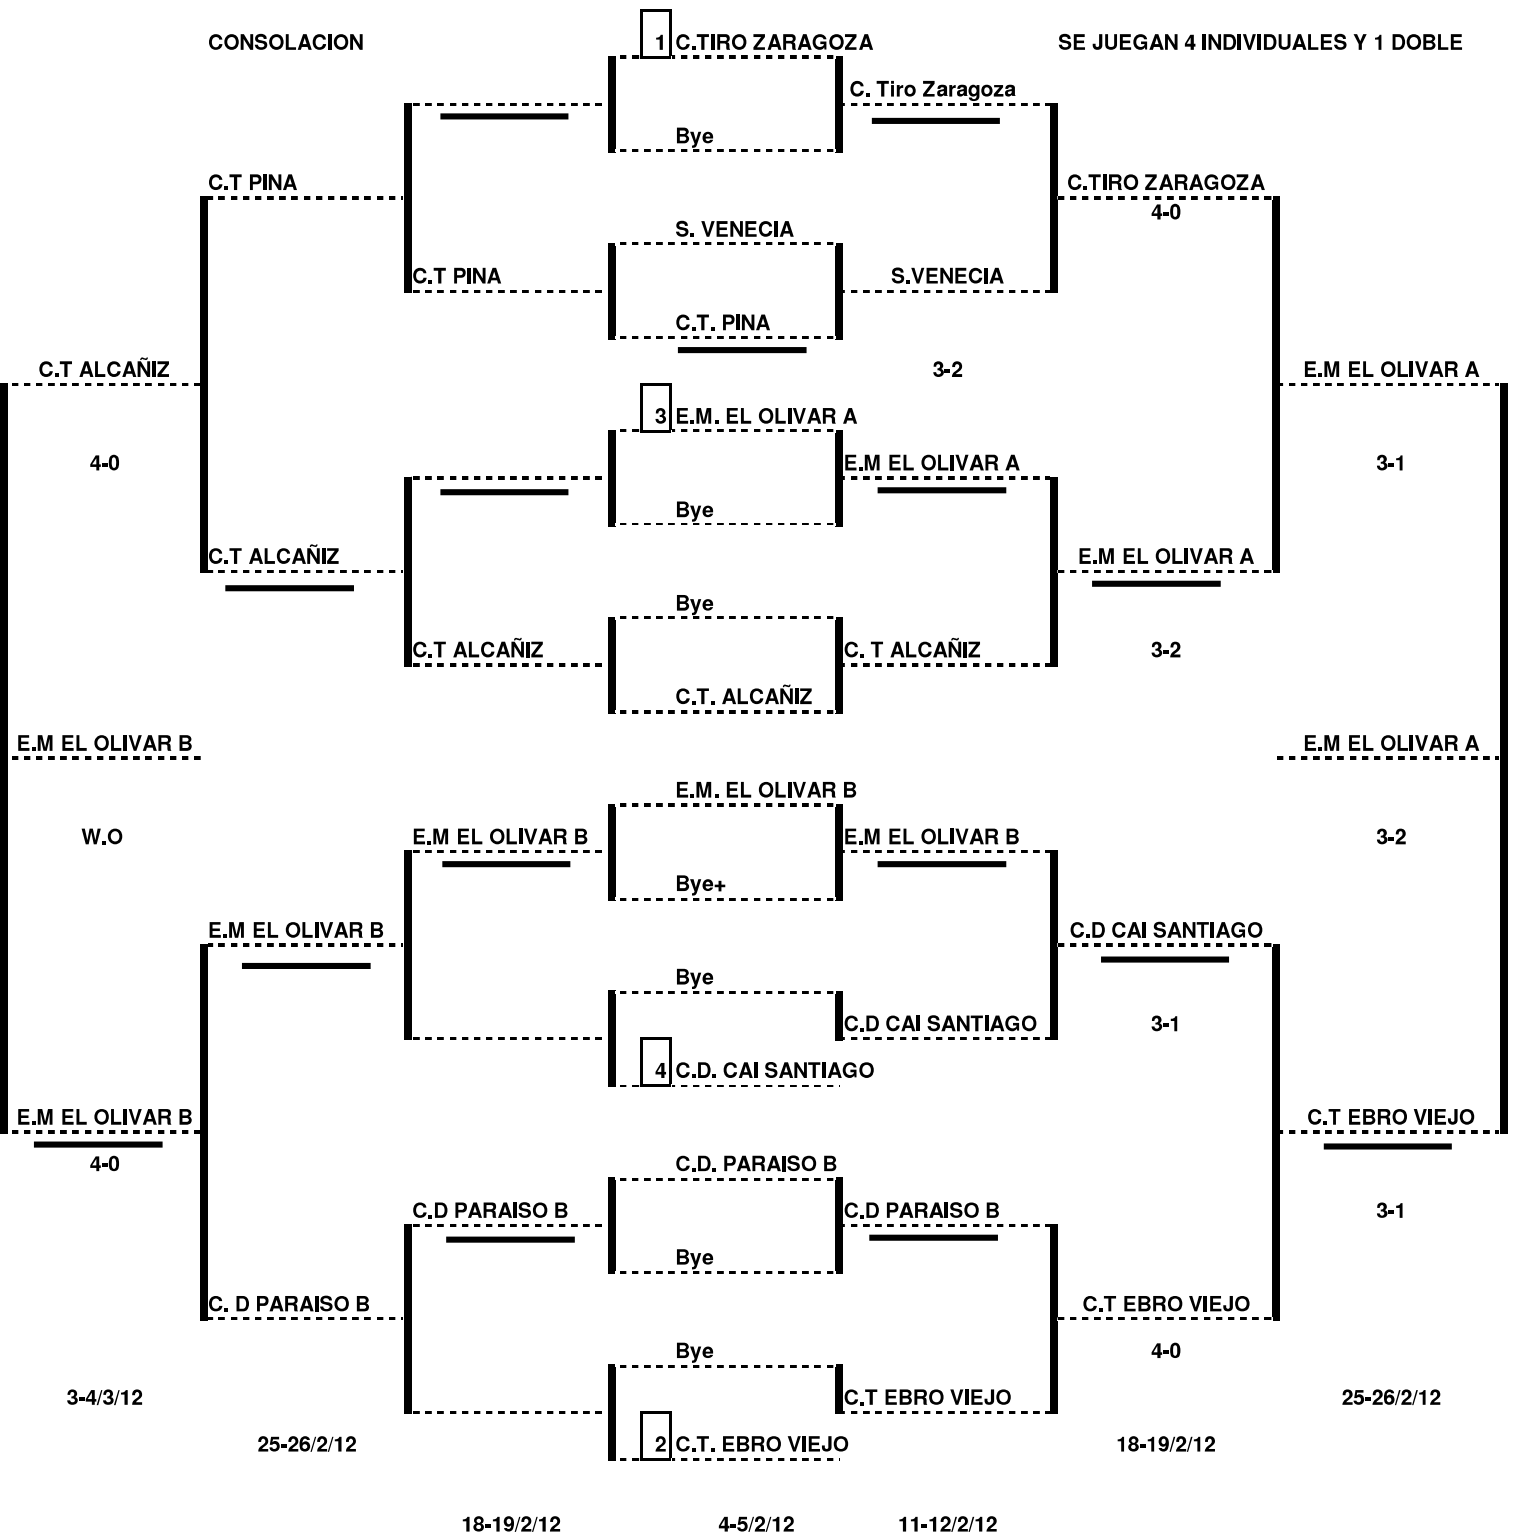 CONSOLACION
1 C.TIRO ZARAGOZA
SE JUEGAN 4 INDIVIDUALES Y 1 DOBLE
C. Tiro Zaragoza
Bye
C.T PINA
C.TIRO ZARAGOZA
4-0
S. VENECIA
C.T PINA
S.VENECIA
C.T. PINA
C.T ALCAÑIZ
3-2
E.M EL OLIVAR A
3 E.M. EL OLIVAR A
4-0
E.M EL OLIVAR A
3-1
Bye
C.T ALCAÑIZ
E.M EL OLIVAR A
Bye
C.T ALCAÑIZ
C. T ALCAÑIZ
3-2
C.T. ALCAÑIZ
E.M EL OLIVAR B
E.M EL OLIVAR A
E.M. EL OLIVAR B
W.O
E.M EL OLIVAR B
E.M EL OLIVAR B
3-2
Bye+
E.M EL OLIVAR B
C.D CAI SANTIAGO
Bye
C.D CAI SANTIAGO
3-1
4 C.D. CAI SANTIAGO
E.M EL OLIVAR B
C.T EBRO VIEJO
4-0
C.D. PARAISO B
C.D PARAISO B
C.D PARAISO B
3-1
Bye
C. D PARAISO B
C.T EBRO VIEJO
Bye
4-0
3-4/3/12
C.T EBRO VIEJO
25-26/2/12
25-26/2/12
2 C.T. EBRO VIEJO
18-19/2/12
18-19/2/12
4-5/2/12
11-12/2/12